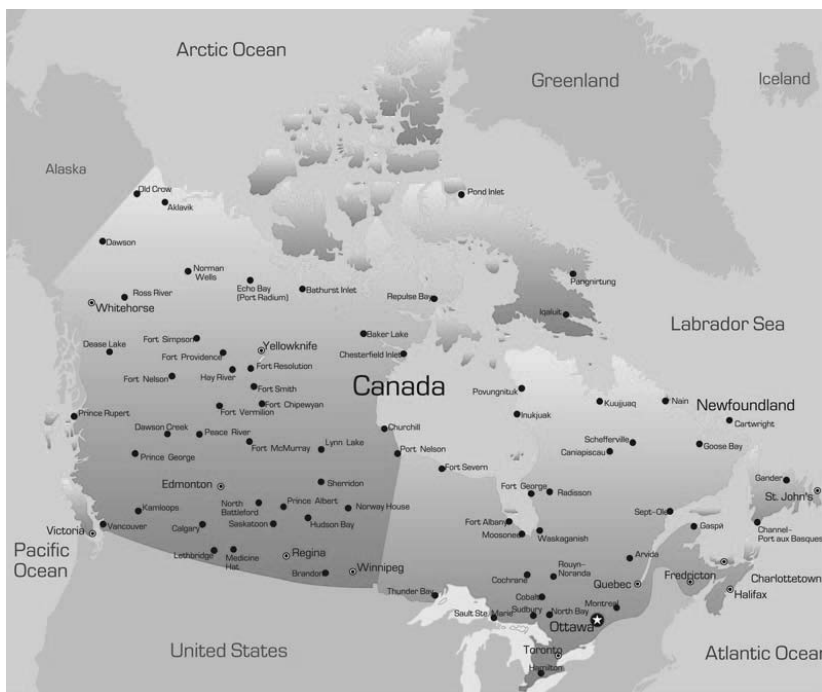 Arctic Ocean
Greenland
Iceland
Alaska
Old Crow
Aklavik
Pond Inlet
Dawson
Norman
Wells
Echo Bay
(Port Radium)
Bathurst Inlet
Pangnirtung
Ross River
Repulse Bay
Whitehorse
Iqaluit
Labrador Sea
Dease Lake
Fort Simpson
Fort Providence
Yellowknife
Baker Lake
Chesterfield Inlet
Fort Nelson
Hay River
Fort Resolution
Fort Smith
Canada
Povungnituk
Kuujjuaq
Nain
Newfoundland
Prince Rupert
Fort Vermilion
Fort Chipewyan
Inukjuak
Cartwright
Dawson Creek
Peace River
Fort McMurray
Lynn Lake
Churchill
Port Nelson
Schefferville
Caniapiscau
Goose Bay
Prince George
Fort Severn
Edmonton
Sherridon
Fort George
Radisson
Gander
St. John's
Kamloops
North
Battleford
Prince Albert
Norway House
Sept-Ole
Victoria
Vancouver
Calgary
Saskatoon
Hudson Bay
Fort Albany
Moosonee
Waskaganish
Gaspé
Channel-
Port aux Basques
Pacific
Ocean
Lethbridge
Medicine
Hat
Regina
Brandon
Winnipeg
Arvida
Cochrane
Rouyn-
Noranda
Quebec
Fredricton
Charlottetown
Halifax
Thunder Bay
Cobalt
Sault Ste. Marie
Sudbury
North Bay
Montreal
Ottawa
United States
Toronto
Hamilton
Atlantic Ocean